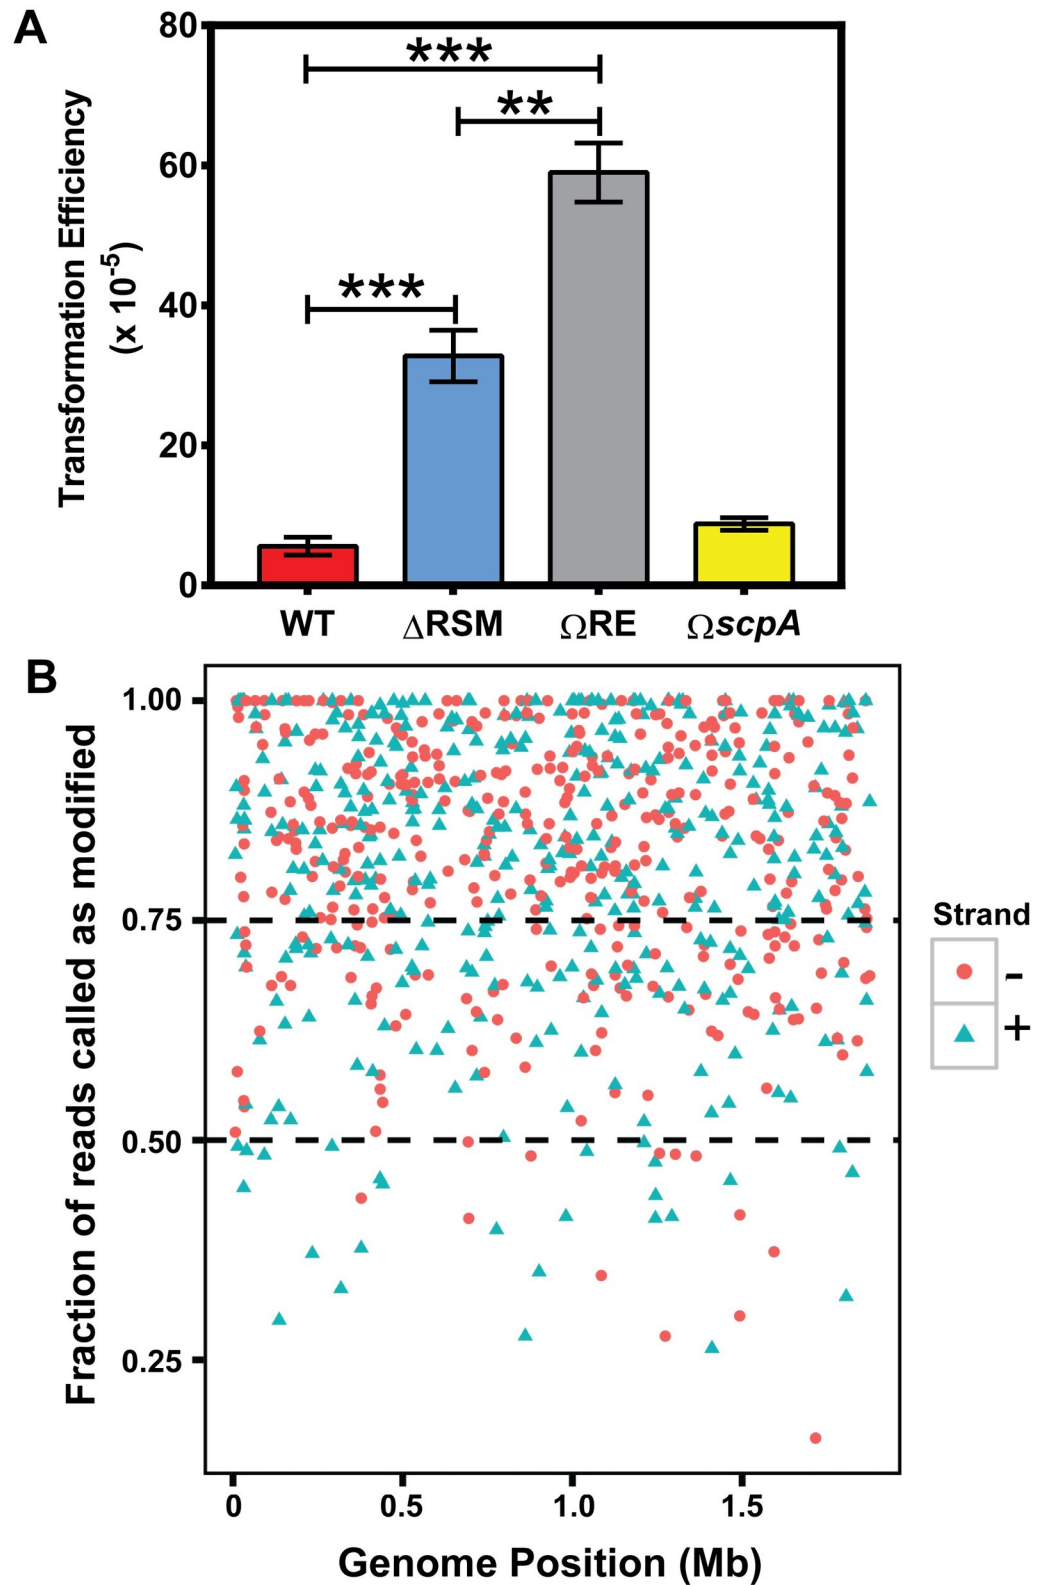 A
80
60
40
20
0
Transformation Efficiency
(x 10-5)
***
**
***
WT ΔRSM ΩRE ΩscpA
B
1.00
0.75
0.50
0.25
Fraction of reads called as modified
0 0.5 1.0 1.5
Genome Position (Mb)
Strand
-
+